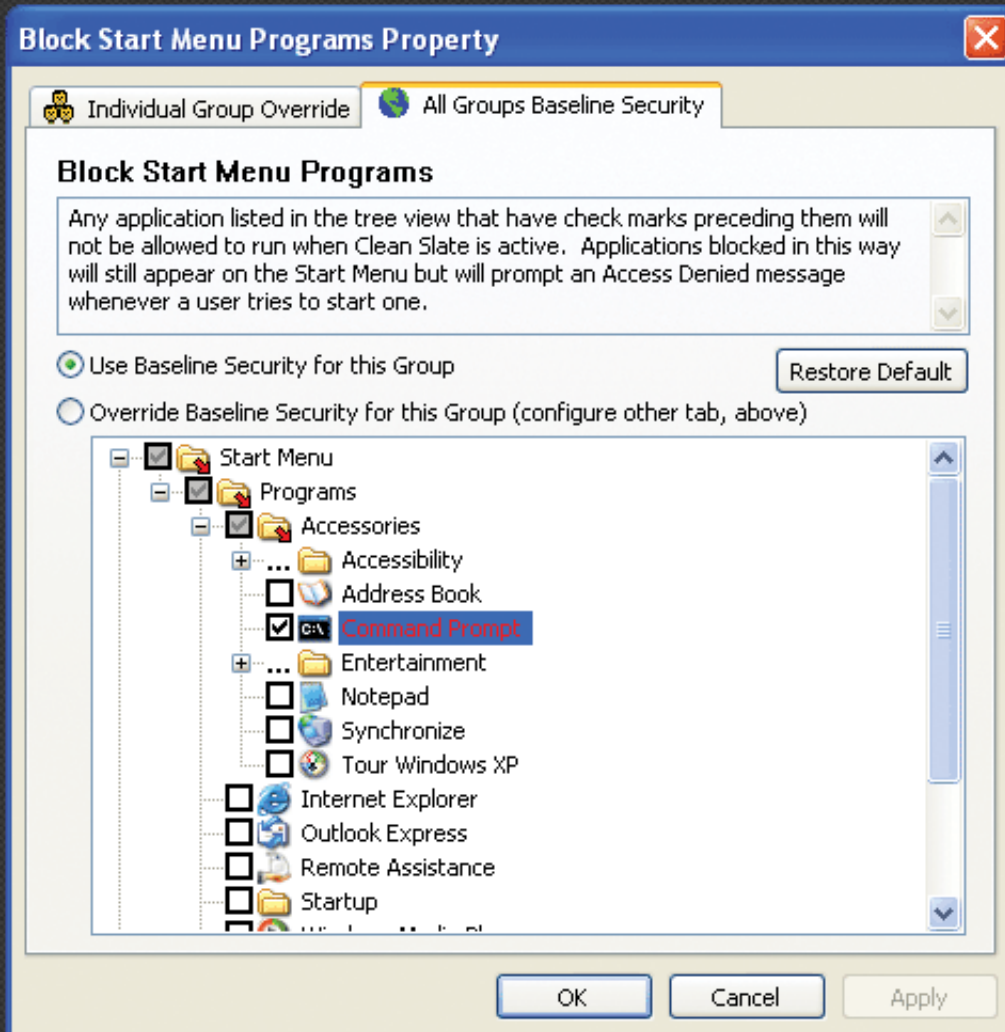 Block Start Menu Programs Property
Individual Group Override
All Groups Baseline Security
Block Start Menu Programs
Any application listed in the tree view that have check marks preceding them will
not be allowed to run when Clean Slate is active. Applications blocked in this way
will still appear on the Start Menu but will prompt an Access Denied message
whenever a user tries to start one.
Use Baseline Security for this Group
Restore Default
Override Baseline Security for this Group (configure other tab, above)
Start Menu
Programs
Accessories
... Accessibility
Address Book
C:\ Command Prompt
... Entertainment
Notepad
Synchronize
Tour Windows XP
Internet Explorer
Outlook Express
Remote Assistance
Startup
OK
Cancel
Apply